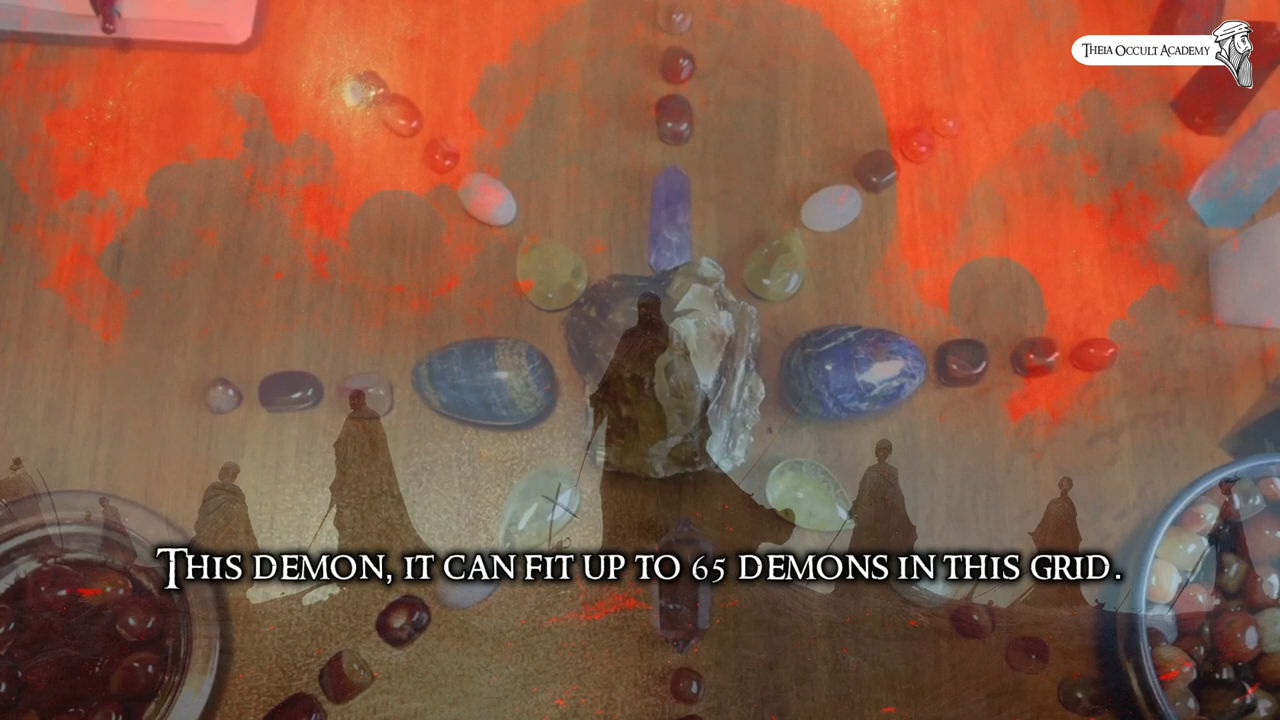 Theia Occult Academy
This demon, it can fit up to 65 demons in this grid.